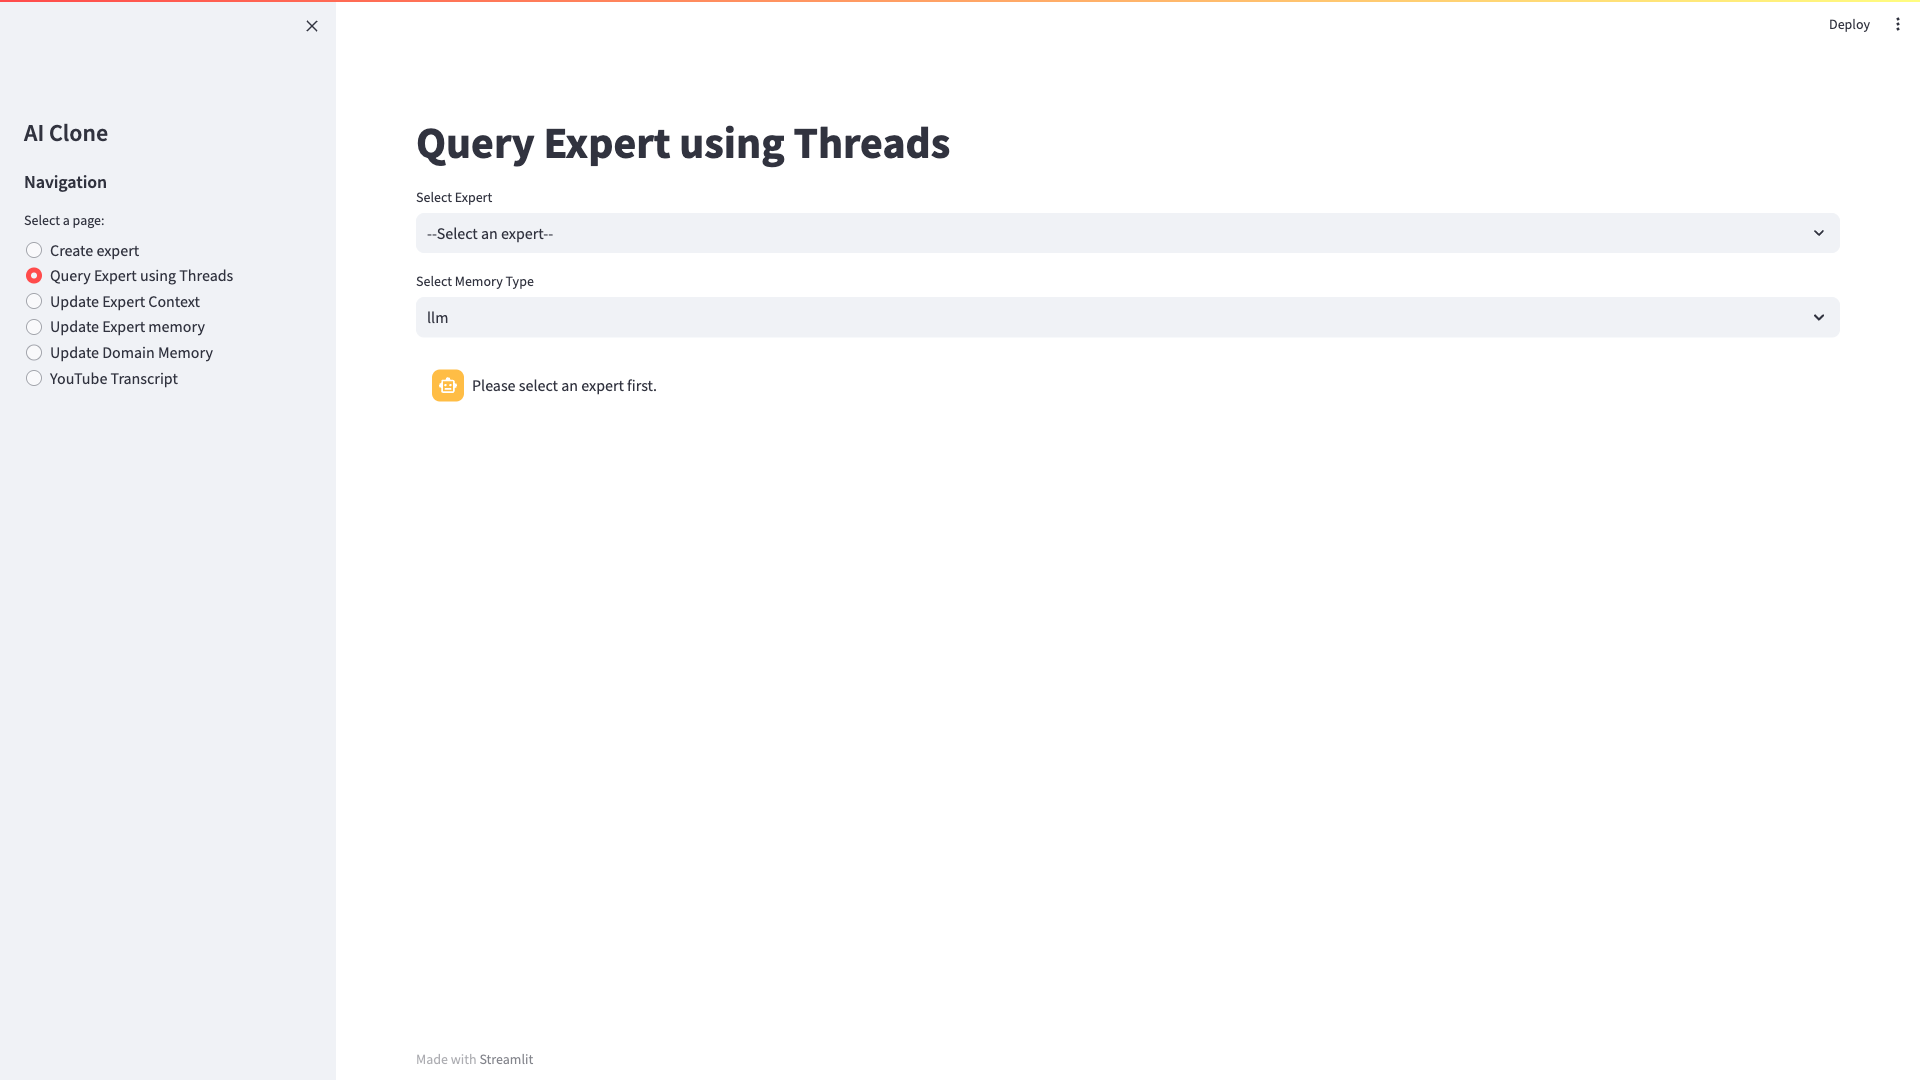 Deploy
AI Clone
Navigation
Select a page:
Create expert
Query Expert using Threads
Update Expert Context
Update Expert memory
Update Domain Memory
YouTube Transcript
Query Expert using Threads
Select Expert
--Select an expert--
Select Memory Type
llm
Please select an expert first.
Made with Streamlit